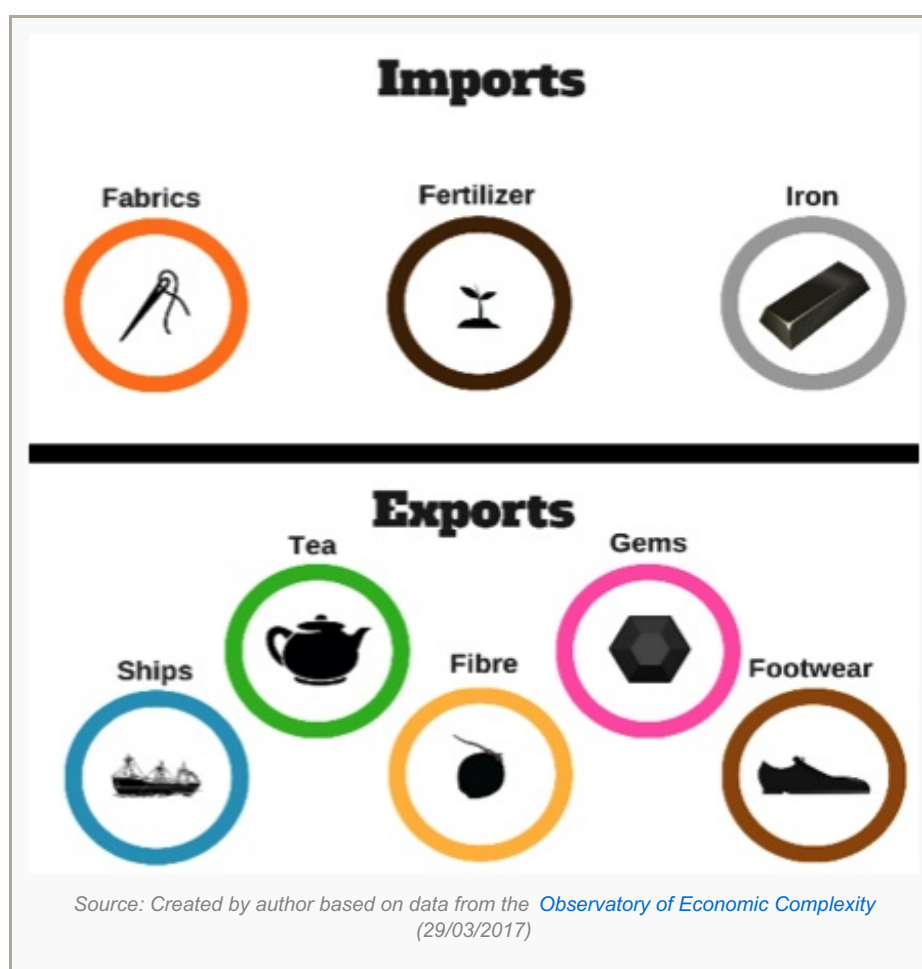 Imports
Fabrics
Fertilizer
Iron
Exports
Tea
Gems
Ships
Fibre
Footwear
Source: Created by author based on data from the Observatory of Economic Complexity
(29/03/2017)